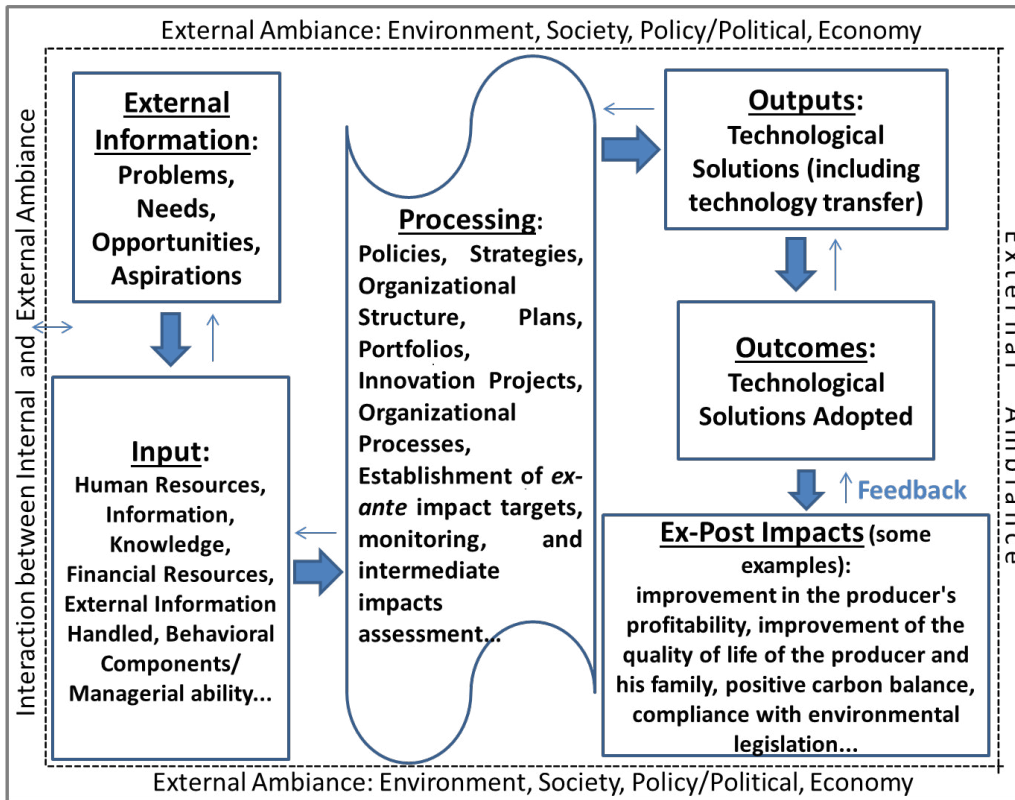 External Ambiance: Environment, Society, Policy/Political, Economy
Interaction between Internal and External Ambiance
External
Information:
Problems,
Needs,
Opportunities,
Aspirations
Input:
Human Resources,
Information,
Knowledge,
Financial Resources,
External Information
Handled, Behavioral
Components/
Managerial ability...
Processing:
Policies, Strategies,
Organizational
Structure, Plans,
Portfolios,
Innovation Projects,
Organizational
Processes,
Establishment of ex-
ante impact targets,
monitoring, and
intermediate
impacts
assessment...
Outputs:
Technological
Solutions (including
technology transfer)
Outcomes:
Technological
Solutions Adopted
Feedback
Ex-Post Impacts (some
examples):
improvement in the producer's
profitability, improvement of the
quality of life of the producer and
his family, positive carbon balance,
compliance with environmental
legislation...
External Ambiance
External Ambiance: Environment, Society, Policy/Political, Economy